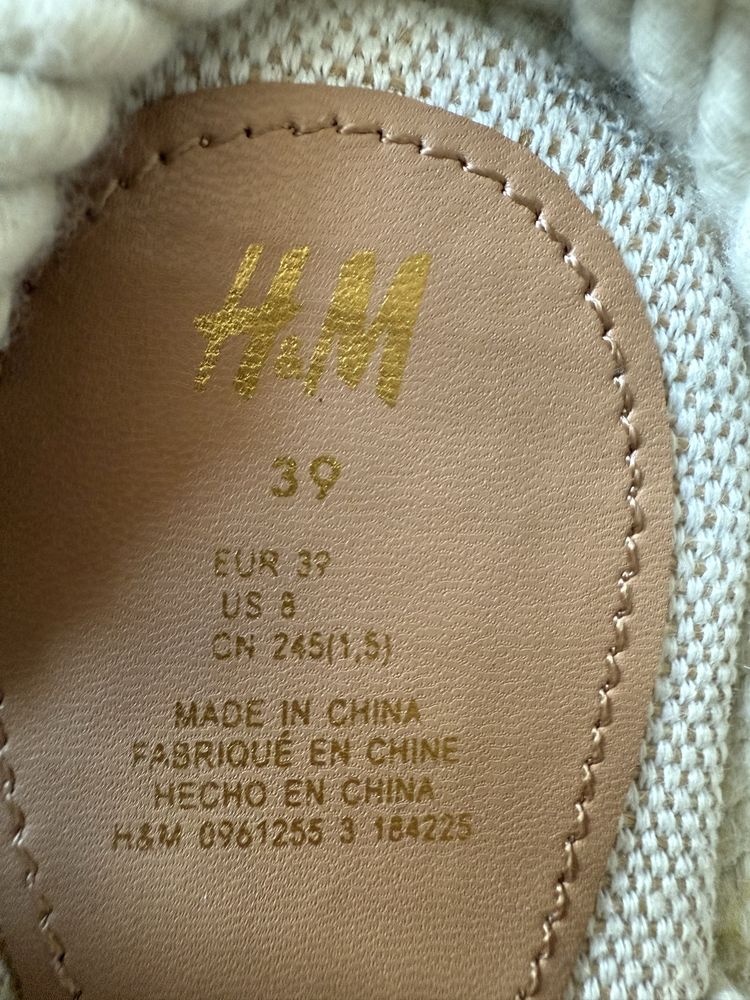 H&M
39
EUR 39
US 8
CN 245(1,5)
MADE IN CHINA
FABRIQUÉ EN CHINE
HECHO EN CHINA
H&M 0961255 3 184225